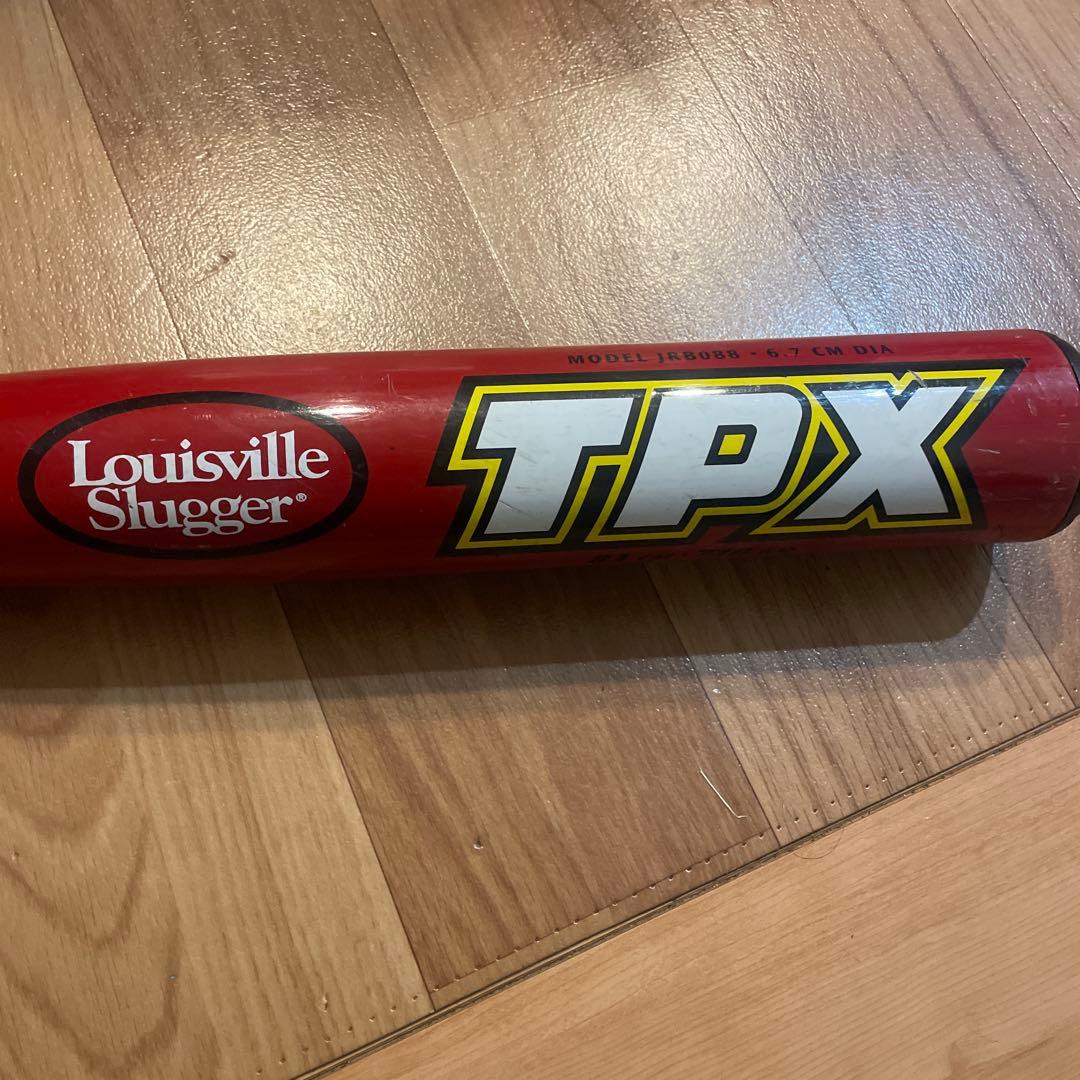 Louisville
Slugger®
MODEL JRB088 - 6.7 CM DIA
TPX